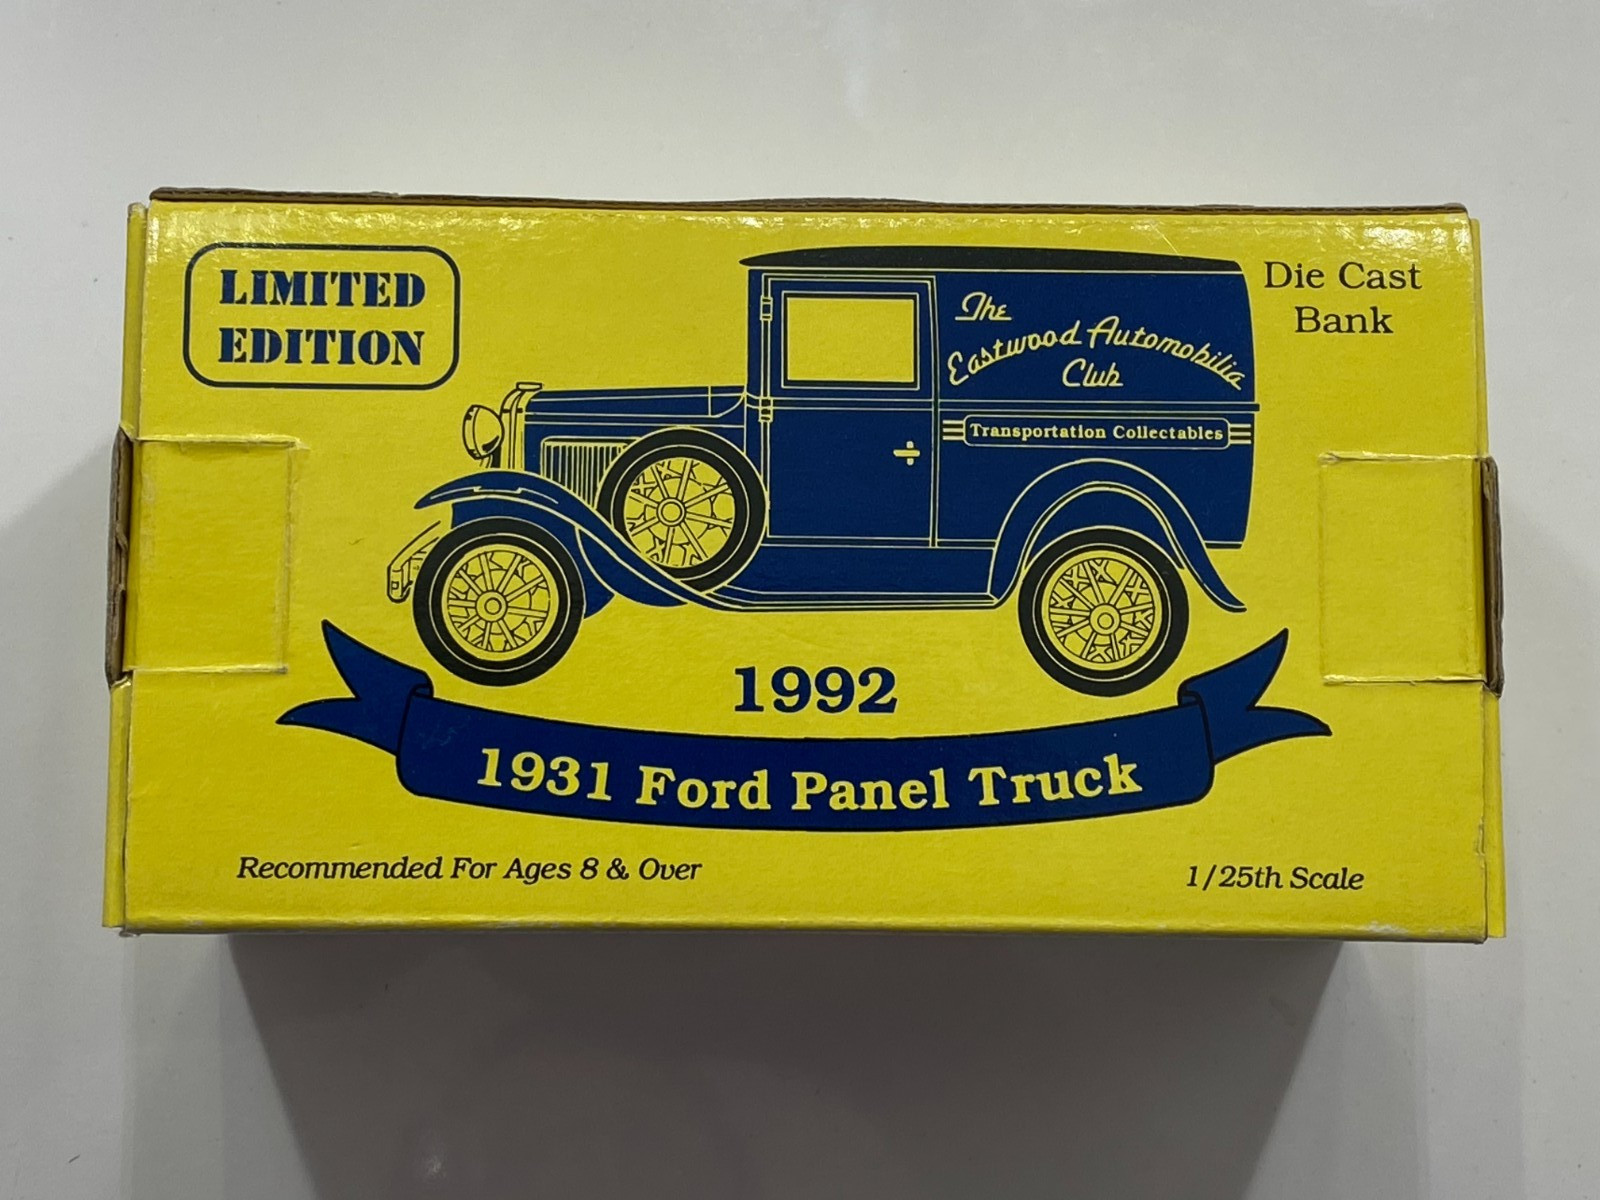 LIMITED
EDITION
Die Cast
Bank
The
Eastwood Automobilia
Club
Transportation Collectables
1992
1931 Ford Panel Truck
Recommended For Ages 8 & Over
1/25th Scale